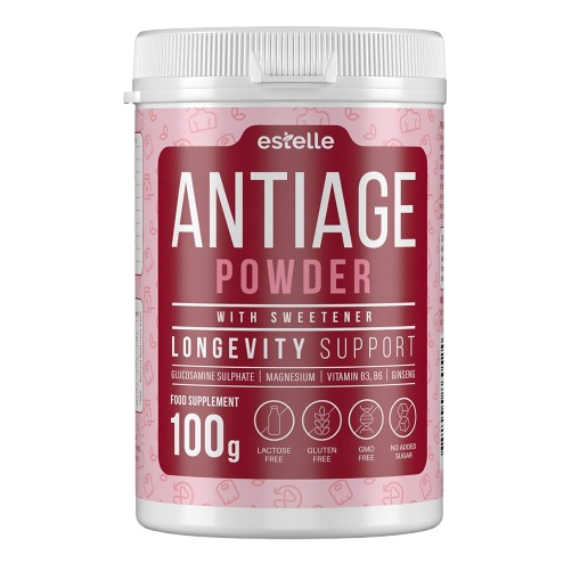 estelle
ANTIAGE
POWDER
WITH SWEETENER
LONGEVITY SUPPORT
GLUCOSAMINE SULPHATE | MAGNESIUM | VITAMIN B3, B6 | GINSENG
FOOD SUPPLEMENT
100g
LACTOSE FREE
GLUTEN FREE
GMO FREE
NO ADDED SUGAR